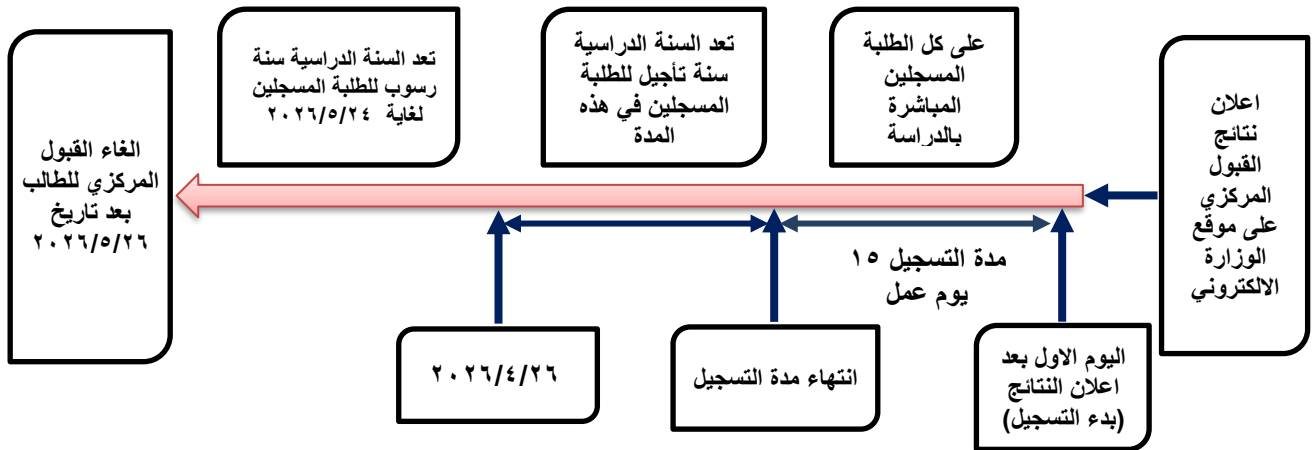 اعلان
نتائج
القبول
المركزي
على موقع
الوزارة
الالكتروني
على كل الطلبة
المسجلين
المباشرة
بالدراسة
تعد السنة الدراسية
سنة تأجيل للطلبة
المسجلين في هذه
المدة
تعد السنة الدراسية سنة
رسوب للطلبة المسجلين
لغاية ٢٠٢٦/٥/٢٤
الغاء القبول
المركزي للطالب
بعد تاريخ
٢٠٢٦/٥/٢٦
مدة التسجيل ١٥
يوم عمل
اليوم الاول بعد
اعلان النتائج
(بدء التسجيل)
انتهاء مدة التسجيل
٢٠٢٦/٤/٢٦